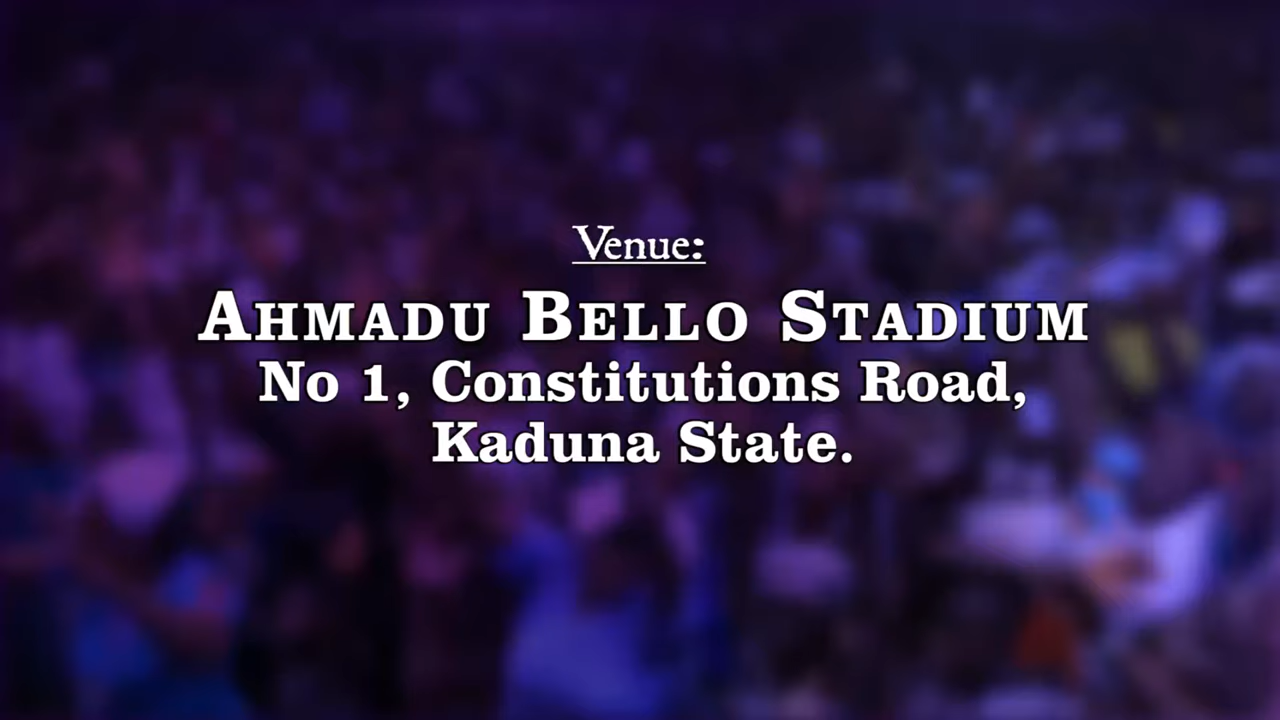 Venue:
AHMADU BELLO STADIUM
No 1, Constitutions Road,
Kaduna State.